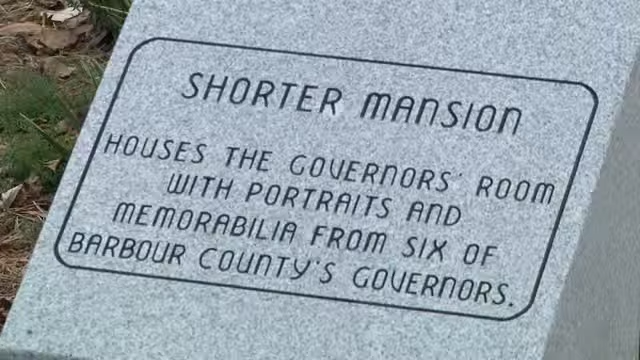 SHORTER MANSION
HOUSES THE GOVERNORS' ROOM
WITH PORTRAITS AND
MEMORABILIA FROM SIX OF
BARBOUR COUNTY'S GOVERNORS.